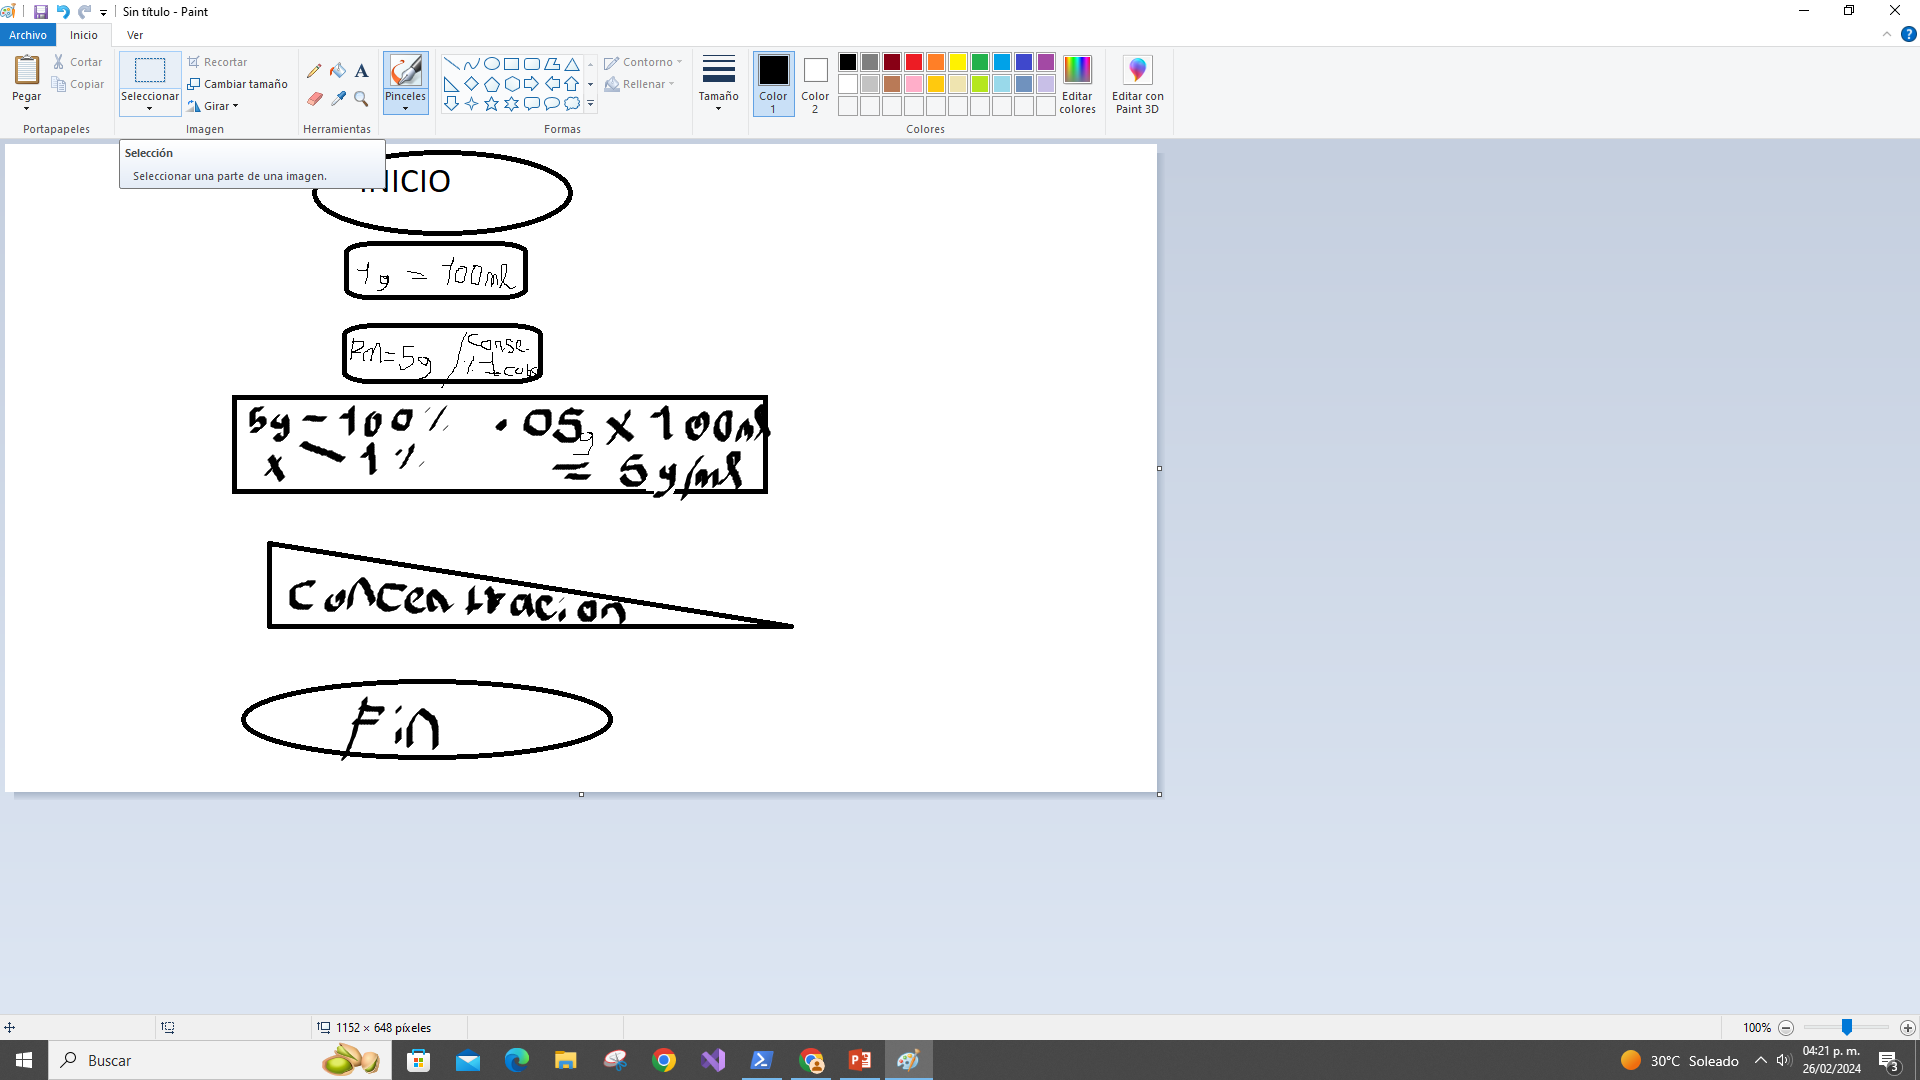 Sin título - Paint
Archivo Inicio Ver
Pegar
Cortar
Copiar
Portapapeles
Seleccionar
Recortar
Cambiar tamaño
Girar
Imagen
Herramientas
Pinceles
Contorno
Rellenar
Formas
Tamaño
Color 1
Color 2
Editar colores
Editar con Paint 3D
Colores
Selección
Seleccionar una parte de una imagen.
INICIO
1g = 100ml
5g /
5g - 100% .05g x 100ml
x - 1% = 5g/ml
Concentracion
Fin
1152 × 648 píxeles
100%
Buscar
30°C Soleado
04:21 p. m.
26/02/2024
3